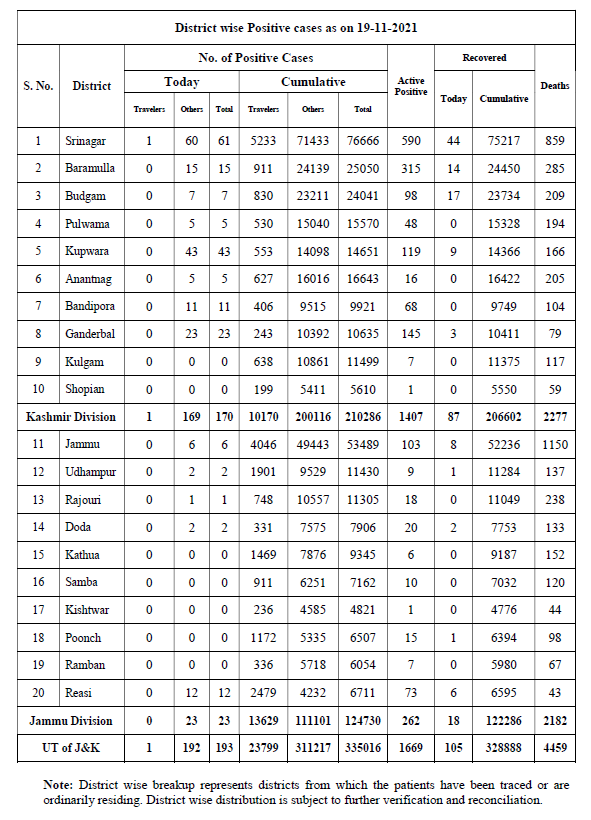 District wise Positive cases as on 19-11-2021
S. No. District No. of Positive Cases Active Positive Recovered Deaths
Today Cumulative Today Cumulative
Travelers Others Total Travelers Others Total
1 Srinagar 1 60 61 5233 71433 76666 590 44 75217 859
2 Baramulla 0 15 15 911 24139 25050 315 14 24450 285
3 Budgam 0 7 7 830 23211 24041 98 17 23734 209
4 Pulwama 0 5 5 530 15040 15570 48 0 15328 194
5 Kupwara 0 43 43 553 14098 14651 119 9 14366 166
6 Anantnag 0 5 5 627 16016 16643 16 0 16422 205
7 Bandipora 0 11 11 406 9515 9921 68 0 9749 104
8 Ganderbal 0 23 23 243 10392 10635 145 3 10411 79
9 Kulgam 0 0 0 638 10861 11499 7 0 11375 117
10 Shopian 0 0 0 199 5411 5610 1 0 5550 59
Kashmir Division 1 169 170 10170 200116 210286 1407 87 206602 2277
11 Jammu 0 6 6 4046 49443 53489 103 8 52236 1150
12 Udhampur 0 2 2 1901 9529 11430 9 1 11284 137
13 Rajouri 0 1 1 748 10557 11305 18 0 11049 238
14 Doda 0 2 2 331 7575 7906 20 2 7753 133
15 Kathua 0 0 0 1469 7876 9345 6 0 9187 152
16 Samba 0 0 0 911 6251 7162 10 0 7032 120
17 Kishtwar 0 0 0 236 4585 4821 1 0 4776 44
18 Poonch 0 0 0 1172 5335 6507 15 1 6394 98
19 Ramban 0 0 0 336 5718 6054 7 0 5980 67
20 Reasi 0 12 12 2479 4232 6711 73 6 6595 43
Jammu Division 0 23 23 13629 111101 124730 262 18 122286 2182
UT of J&K 1 192 193 23799 311217 335016 1669 105 328888 4459
Note: District wise breakup represents districts from which the patients have been traced or are
ordinarily residing. District wise distribution is subject to further verification and reconciliation.